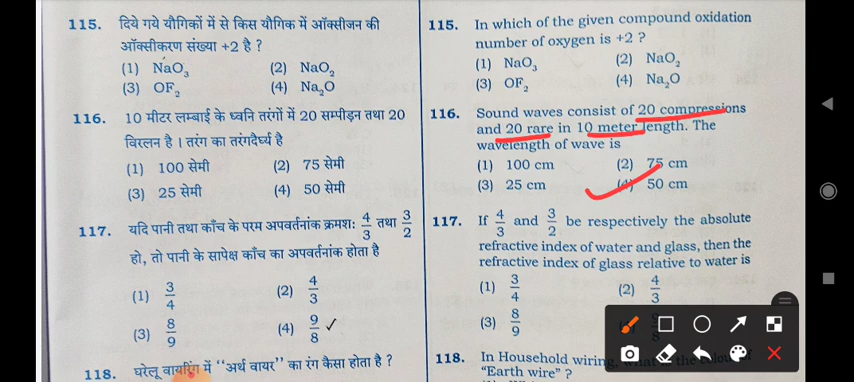 115. दिये गये यौगिकों में से किस यौगिक में ऑक्सीजन की
ऑक्सीकरण संख्या +2 है ?
(1) NaO₃ (2) NaO₂
(3) OF₂ (4) Na₂O
116. 10 मीटर लम्बाई के ध्वनि तरंगों में 20 सम्पीड़न तथा 20
विरलन है । तरंग का तरंगदैर्घ्य है
(1) 100 सेमी (2) 75 सेमी
(3) 25 सेमी (4) 50 सेमी
117. यदि पानी तथा काँच के परम अपवर्तनांक क्रमशः 4/3 तथा 3/2
हो, तो पानी के सापेक्ष काँच का अपवर्तनांक होता है
(1) 3/4 (2) 4/3
(3) 8/9 (4) 9/8 ✓
118. घरेलू वायरिंग में "अर्थ वायर" का रंग कैसा होता है ?
115. In which of the given compound oxidation
number of oxygen is +2 ?
(1) NaO₃ (2) NaO₂
(3) OF₂ (4) Na₂O
116. Sound waves consist of 20 compressions
and 20 rare in 10 meter length. The
wavelength of wave is
(1) 100 cm (2) 75 cm
(3) 25 cm (4) 50 cm
117. If 4/3 and 3/2 be respectively the absolute
refractive index of water and glass, then the
refractive index of glass relative to water is
(1) 3/4 (2) 4/3
(3) 8/9
118. In Household wiring, what is the colour of
"Earth wire" ?